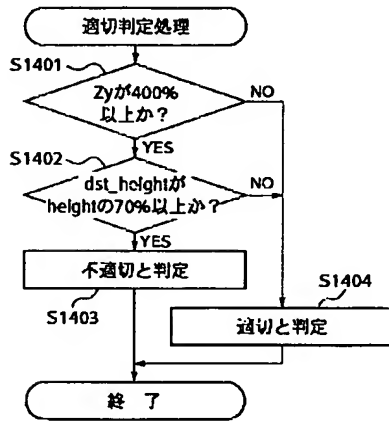 適切判定処理
S1401
Zyが400%
以上か？
NO
YES
S1402
dst_heightが
heightの70%以上か？
NO
YES
不適切と判定
S1403
S1404
適切と判定
終 了